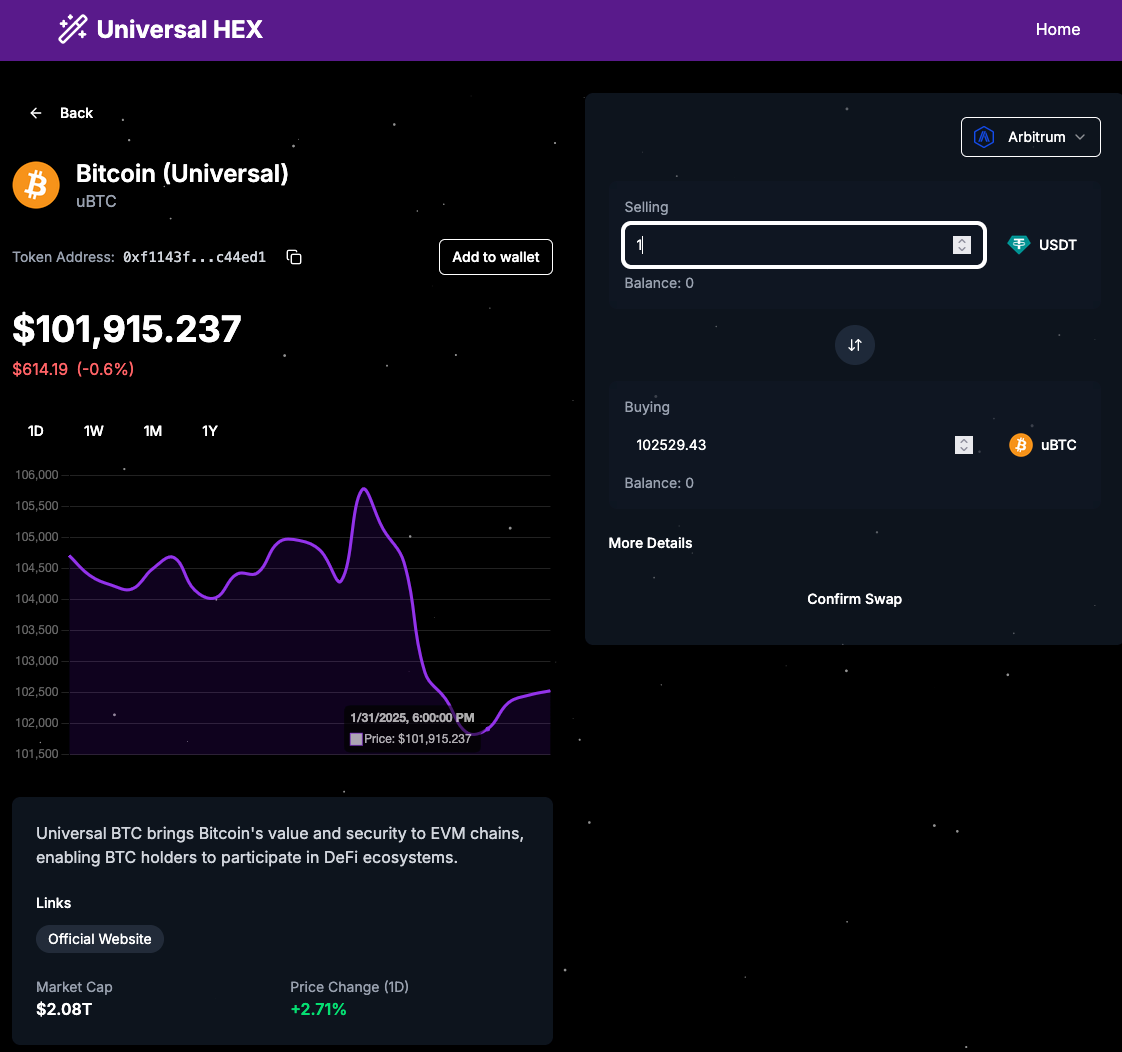 Universal HEX
Home
Back
Bitcoin (Universal)
uBTC
Token Address: 0xf1143f...c44ed1
Add to wallet
$101,915.237
$614.19 (-0.6%)
1D 1W 1M 1Y
106,000
105,500
105,000
104,500
104,000
103,500
103,000
102,500
102,000
101,500
1/31/2025, 6:00:00 PM
Price: $101,915.237
Universal BTC brings Bitcoin's value and security to EVM chains,
enabling BTC holders to participate in DeFi ecosystems.
Links
Official Website
Market Cap
$2.08T
Price Change (1D)
+2.71%
Arbitrum
Selling
1
USDT
Balance: 0
Buying
102529.43
uBTC
Balance: 0
More Details
Confirm Swap